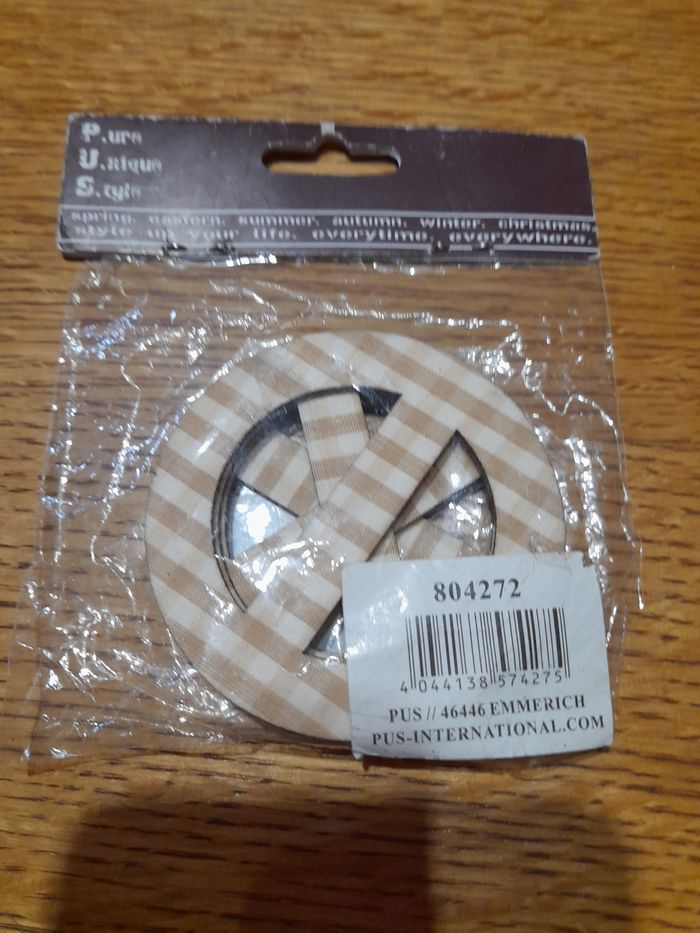 P.ure
U.nique
S.tyle
spring. eastern. summer. autumn. winter. christmas.
style up your life. everytime. everywhere.
804272
4 044138 574275
PUS // 46446 EMMERICH
PUS-INTERNATIONAL.COM